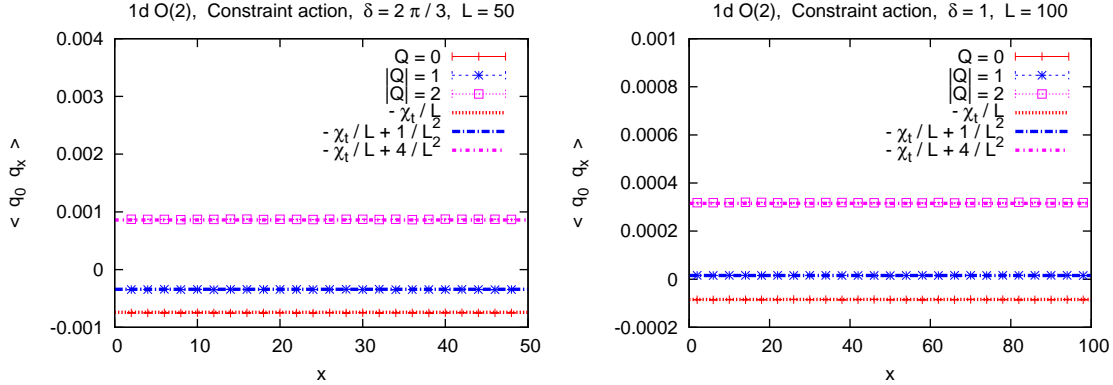 1d O(2), Constraint action, δ = 2 π / 3, L = 50
0.004
0.003
0.002
0.001
0
-0.001
< q0 qx >
Q = 0
|Q| = 1
|Q| = 2
- χt / L
- χt / L + 1 / L²
- χt / L + 4 / L²
0 10 20 30 40 50
x
1d O(2), Constraint action, δ = 1, L = 100
0.001
0.0008
0.0006
0.0004
0.0002
0
-0.0002
< q0 qx >
Q = 0
|Q| = 1
|Q| = 2
- χt / L
- χt / L + 1 / L²
- χt / L + 4 / L²
0 20 40 60 80 100
x